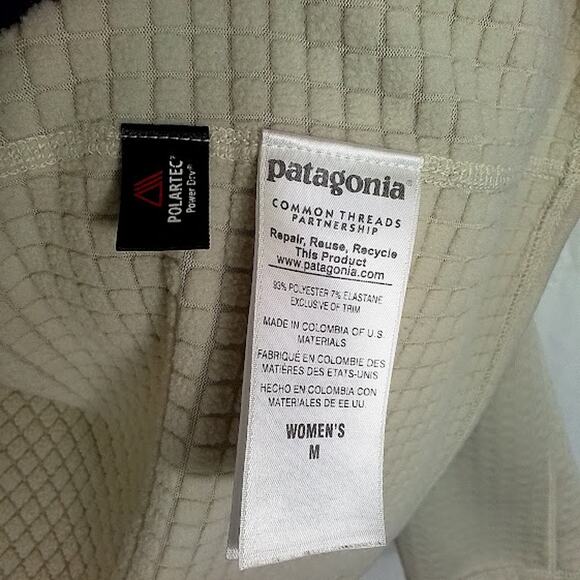 POLARTEC®
Power Dry®
patagonia®
COMMON THREADS
PARTNERSHIP
Repair, Reuse, Recycle
This Product
www.patagonia.com
93% POLYESTER 7% ELASTANE
EXCLUSIVE OF TRIM
MADE IN COLOMBIA OF U.S.
MATERIALS
FABRIQUÉ EN COLOMBIE DES
MATIÈRES DES ETATS-UNIS
HECHO EN COLOMBIA CON
MATERIALES DE EE.UU.
WOMEN'S
M